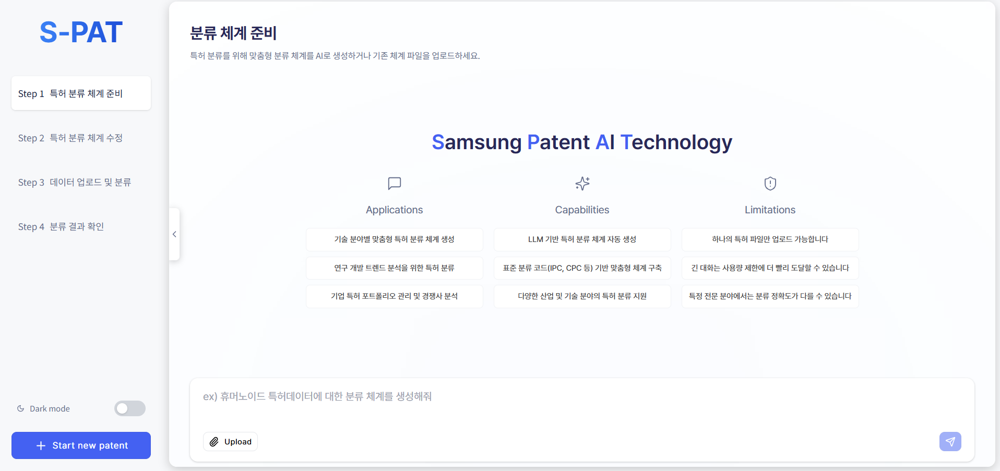 S-PAT
Step 1 특허 분류 체계 준비
Step 2 특허 분류 체계 수정
Step 3 데이터 업로드 및 분류
Step 4 분류 결과 확인
Dark mode
Start new patent
분류 체계 준비
특허 분류를 위해 맞춤형 분류 체계를 AI로 생성하거나 기존 체계 파일을 업로드하세요.
Samsung Patent AI Technology
Applications
기술 분야별 맞춤형 특허 분류 체계 생성
연구 개발 트렌드 분석을 위한 특허 분류
기업 특허 포트폴리오 관리 및 경쟁사 분석
Capabilities
LLM 기반 특허 분류 체계 자동 생성
표준 분류 코드(IPC, CPC 등) 기반 맞춤형 체계 구축
다양한 산업 및 기술 분야의 특허 분류 지원
Limitations
하나의 특허 파일만 업로드 가능합니다
긴 대화는 사용량 제한에 더 빨리 도달할 수 있습니다
특정 전문 분야에서는 분류 정확도가 다를 수 있습니다
ex) 휴머노이드 특허데이터에 대한 분류 체계를 생성해줘
Upload